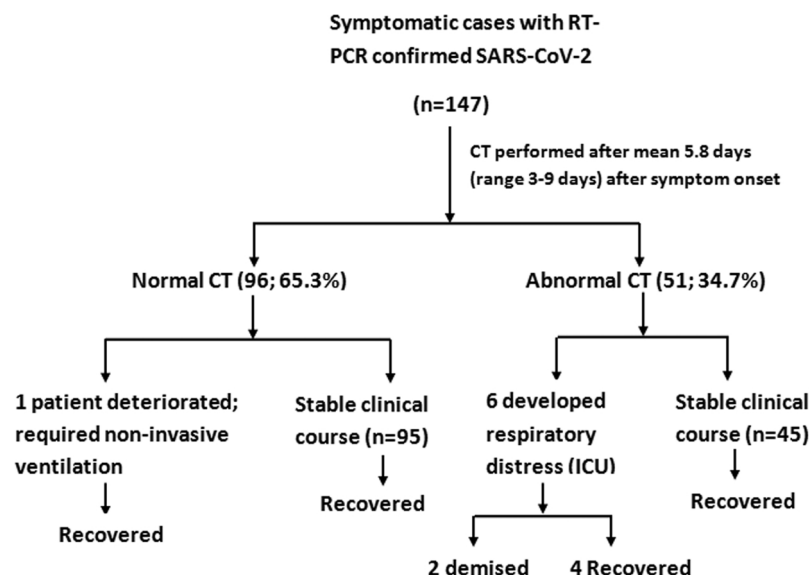 Symptomatic cases with RT-
PCR confirmed SARS-CoV-2
(n=147)
CT performed after mean 5.8 days
(range 3-9 days) after symptom onset
Normal CT (96; 65.3%)
Abnormal CT (51; 34.7%)
1 patient deteriorated;
required non-invasive
ventilation
Recovered
Stable clinical
course (n=95)
Recovered
6 developed
respiratory
distress (ICU)
2 demised
4 Recovered
Stable clinical
course (n=45)
Recovered